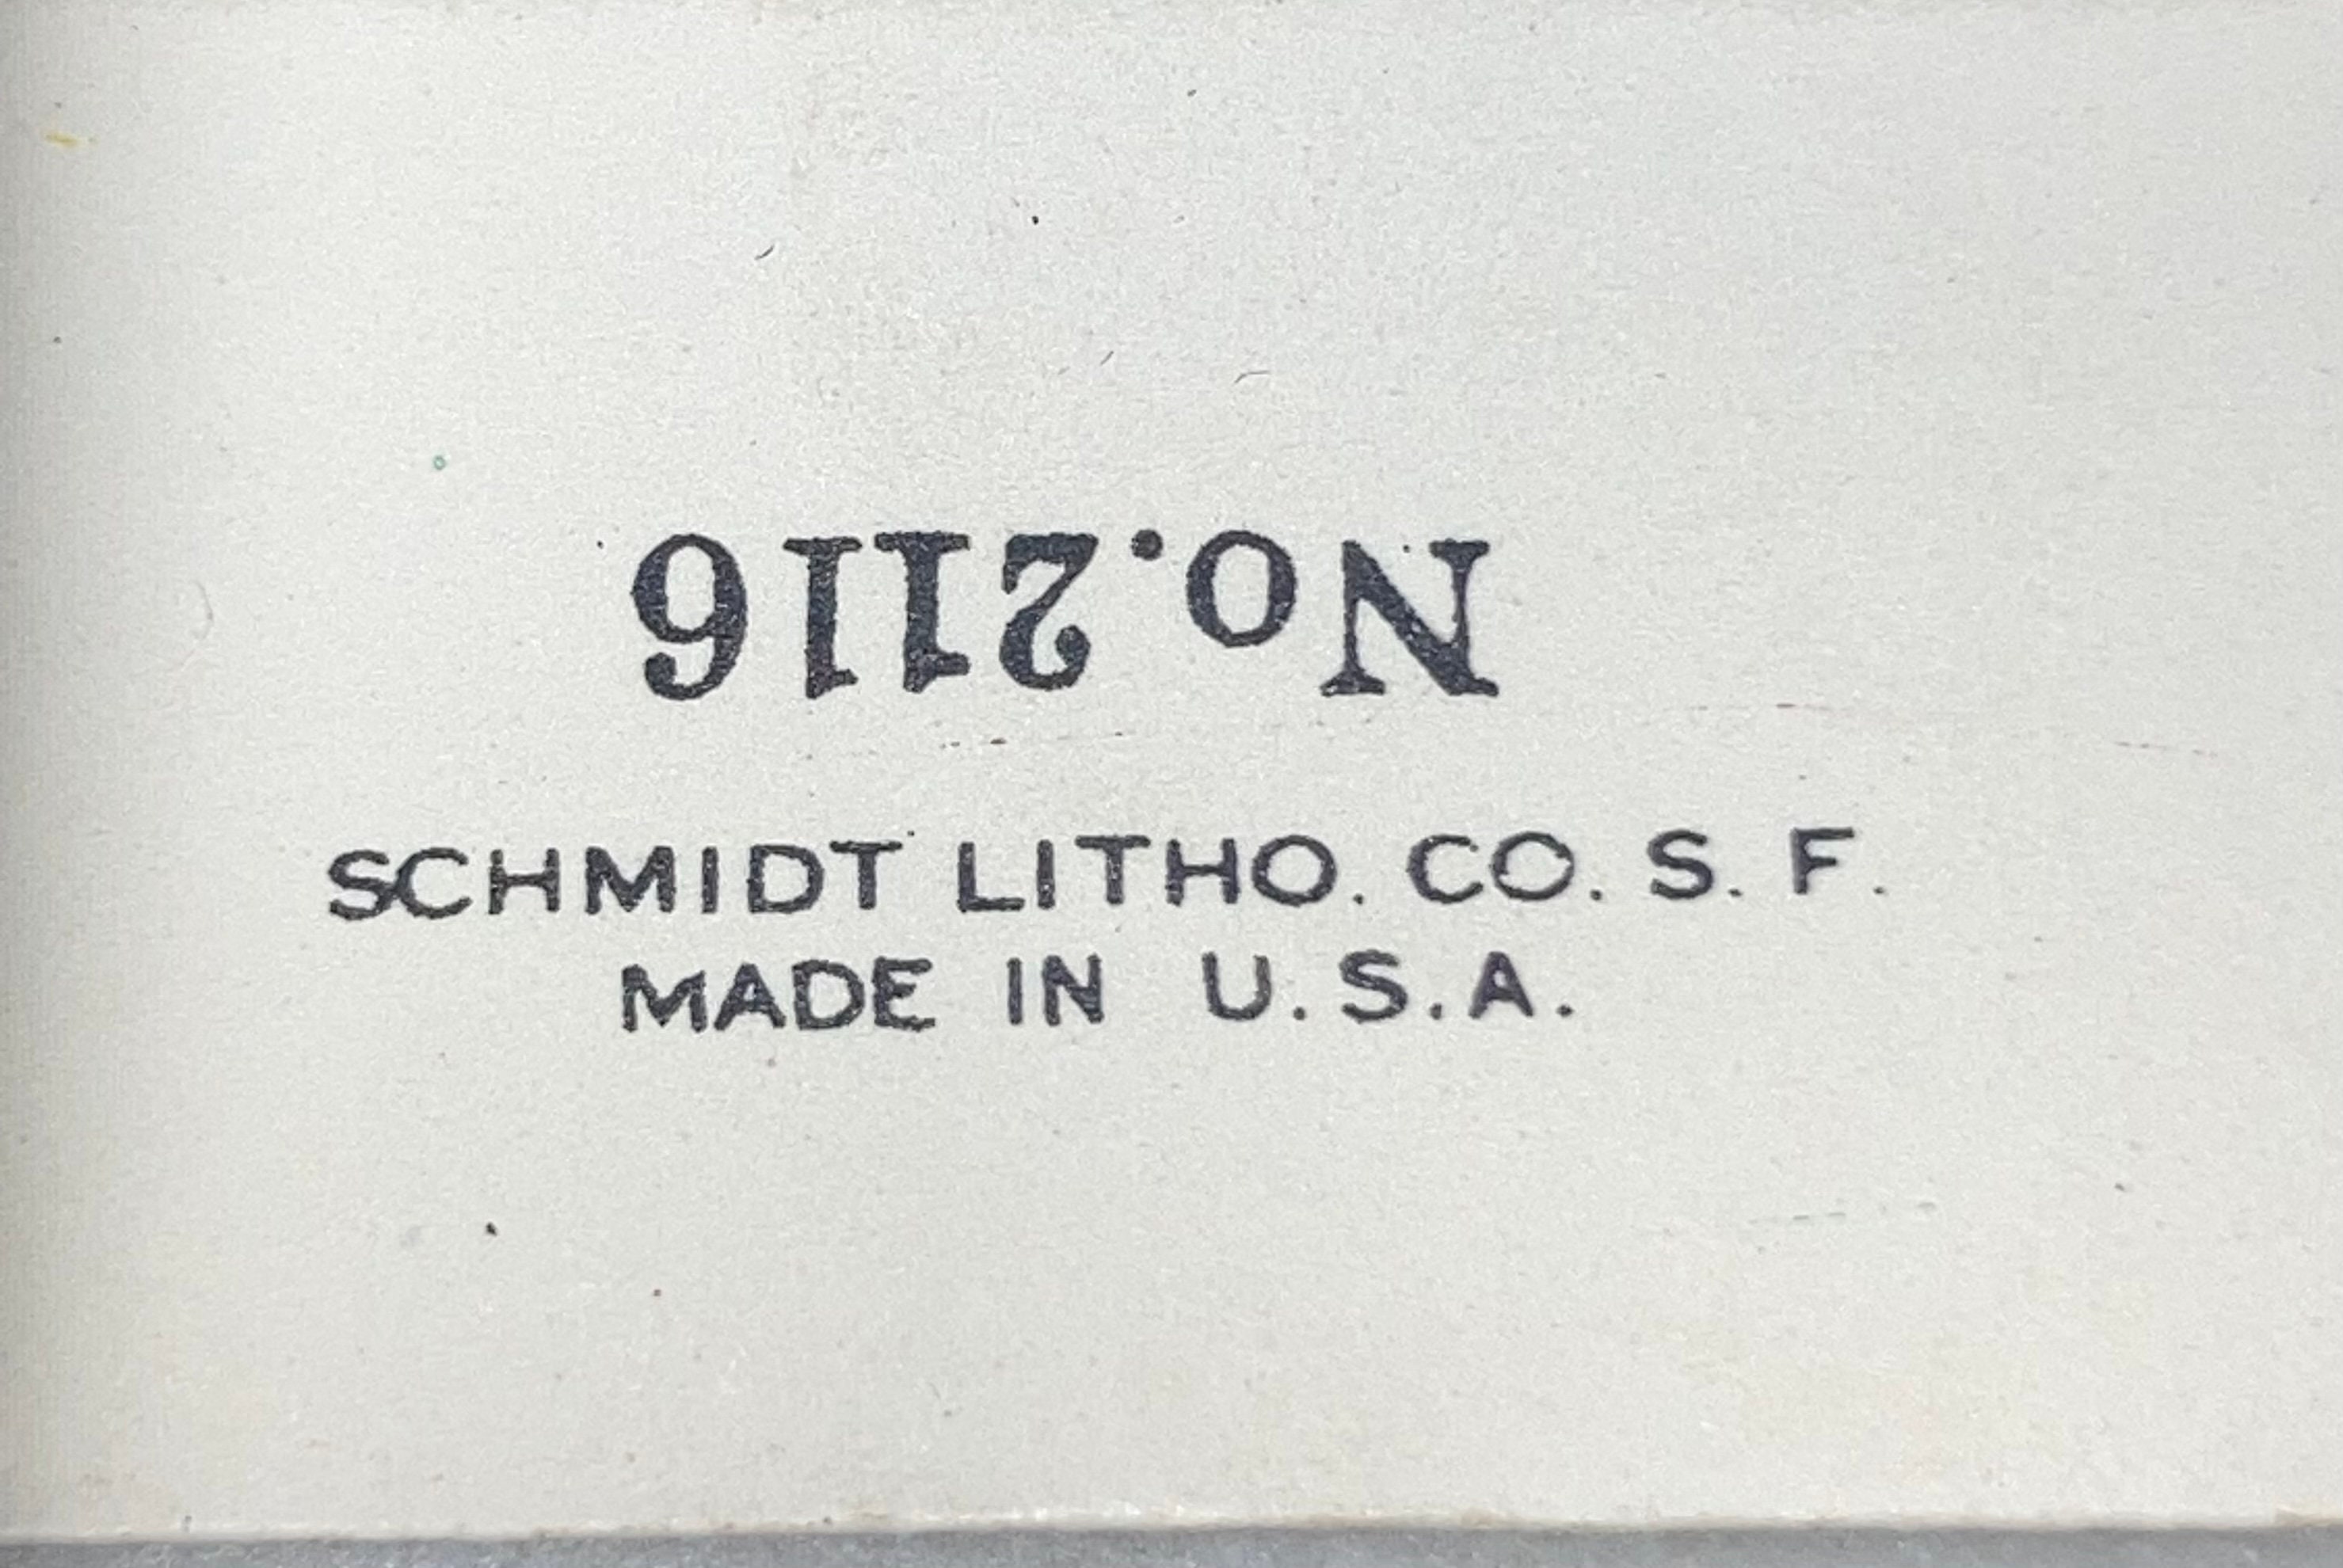 No. 2116
SCHMIDT LITHO. CO. S. F.
MADE IN U.S.A.